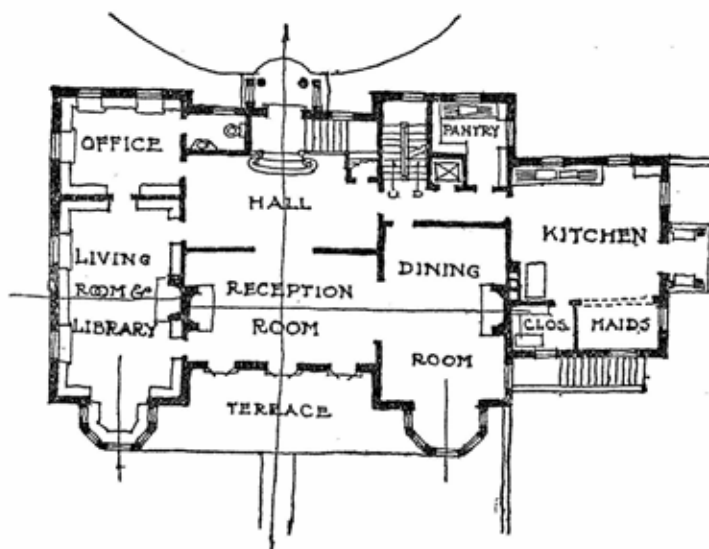 OFFICE
PANTRY
HALL
KITCHEN
LIVING
ROOM &
LIBRARY
RECEPTION
ROOM
DINING
ROOM
CLOS.
MAIDS
TERRACE